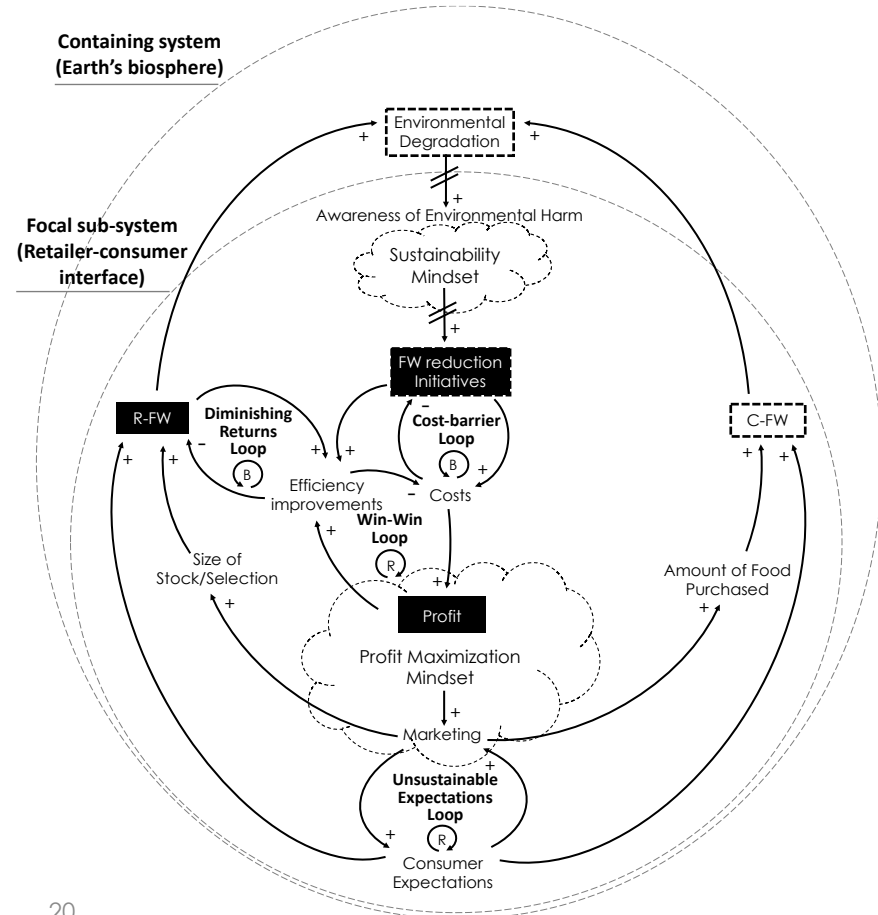 Containing system
(Earth's biosphere)
Environmental
Degradation
+
+
+
Awareness of Environmental Harm
Focal sub-system
(Retailer-consumer
interface)
Sustainability
Mindset
+
FW reduction
Initiatives
R-FW
C-FW
Diminishing
Returns
Loop
B
Cost-barrier
Loop
B
–
–
+
+
+
+
+
+
+
Efficiency
improvements
–
Costs
Win-Win
Loop
R
+
+
Size of
Stock/Selection
+
Amount of Food
Purchased
+
Profit
Profit Maximization
Mindset
+
Marketing
+
Unsustainable
Expectations
Loop
R
+
Consumer
Expectations
20